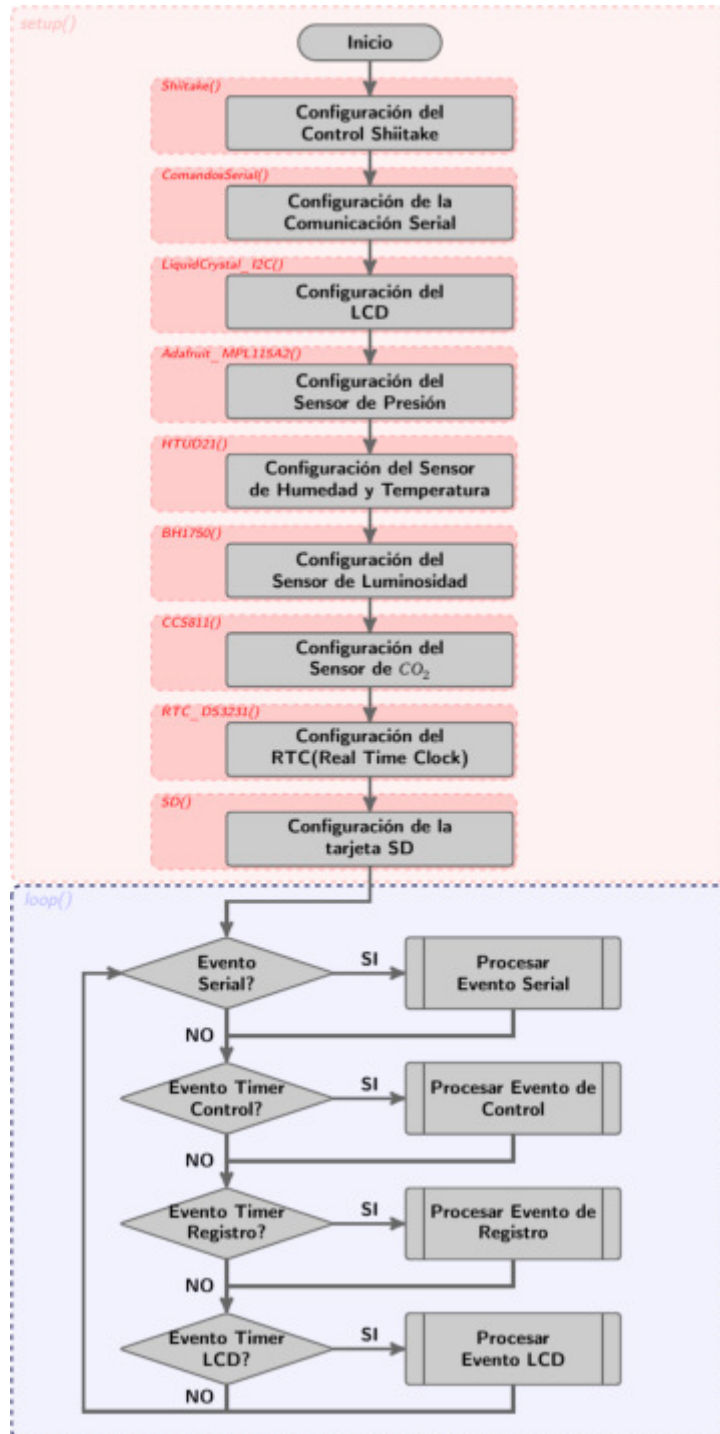 setup()
Inicio
Shiitake()
Configuración del
Control Shiitake
ComandosSerial()
Configuración de la
Comunicación Serial
LiquidCrystal_I2C()
Configuración del
LCD
Adafruit_MPL115A2()
Configuración del
Sensor de Presión
HTUD21()
Configuración del Sensor
de Humedad y Temperatura
BH1750()
Configuración del
Sensor de Luminosidad
CCS811()
Configuración del
Sensor de CO₂
RTC_DS3231()
Configuración del
RTC(Real Time Clock)
SD()
Configuración de la
tarjeta SD
loop()
Evento
Serial?
SI
Procesar
Evento Serial
NO
Evento Timer
Control?
SI
Procesar Evento de
Control
NO
Evento Timer
Registro?
SI
Procesar Evento de
Registro
NO
Evento Timer
LCD?
SI
Procesar
Evento LCD
NO